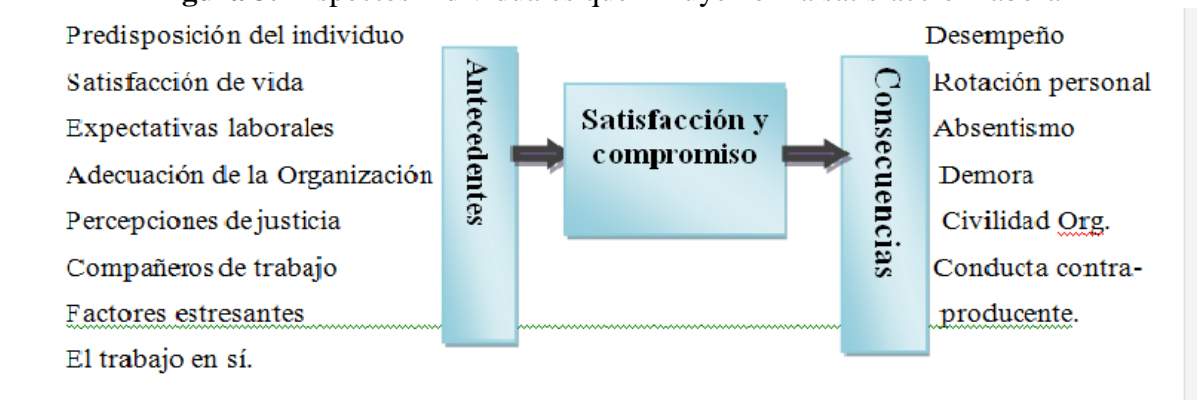 Predisposición del individuo
Satisfacción de vida
Expectativas laborales
Adecuación de la Organización
Percepciones de justicia
Compañeros de trabajo
Factores estresantes
El trabajo en sí.
Antecedentes
Satisfacción y
compromiso
Consecuencias
Desempeño
Rotación personal
Absentismo
Demora
Civilidad Org.
Conducta contra-
producente.